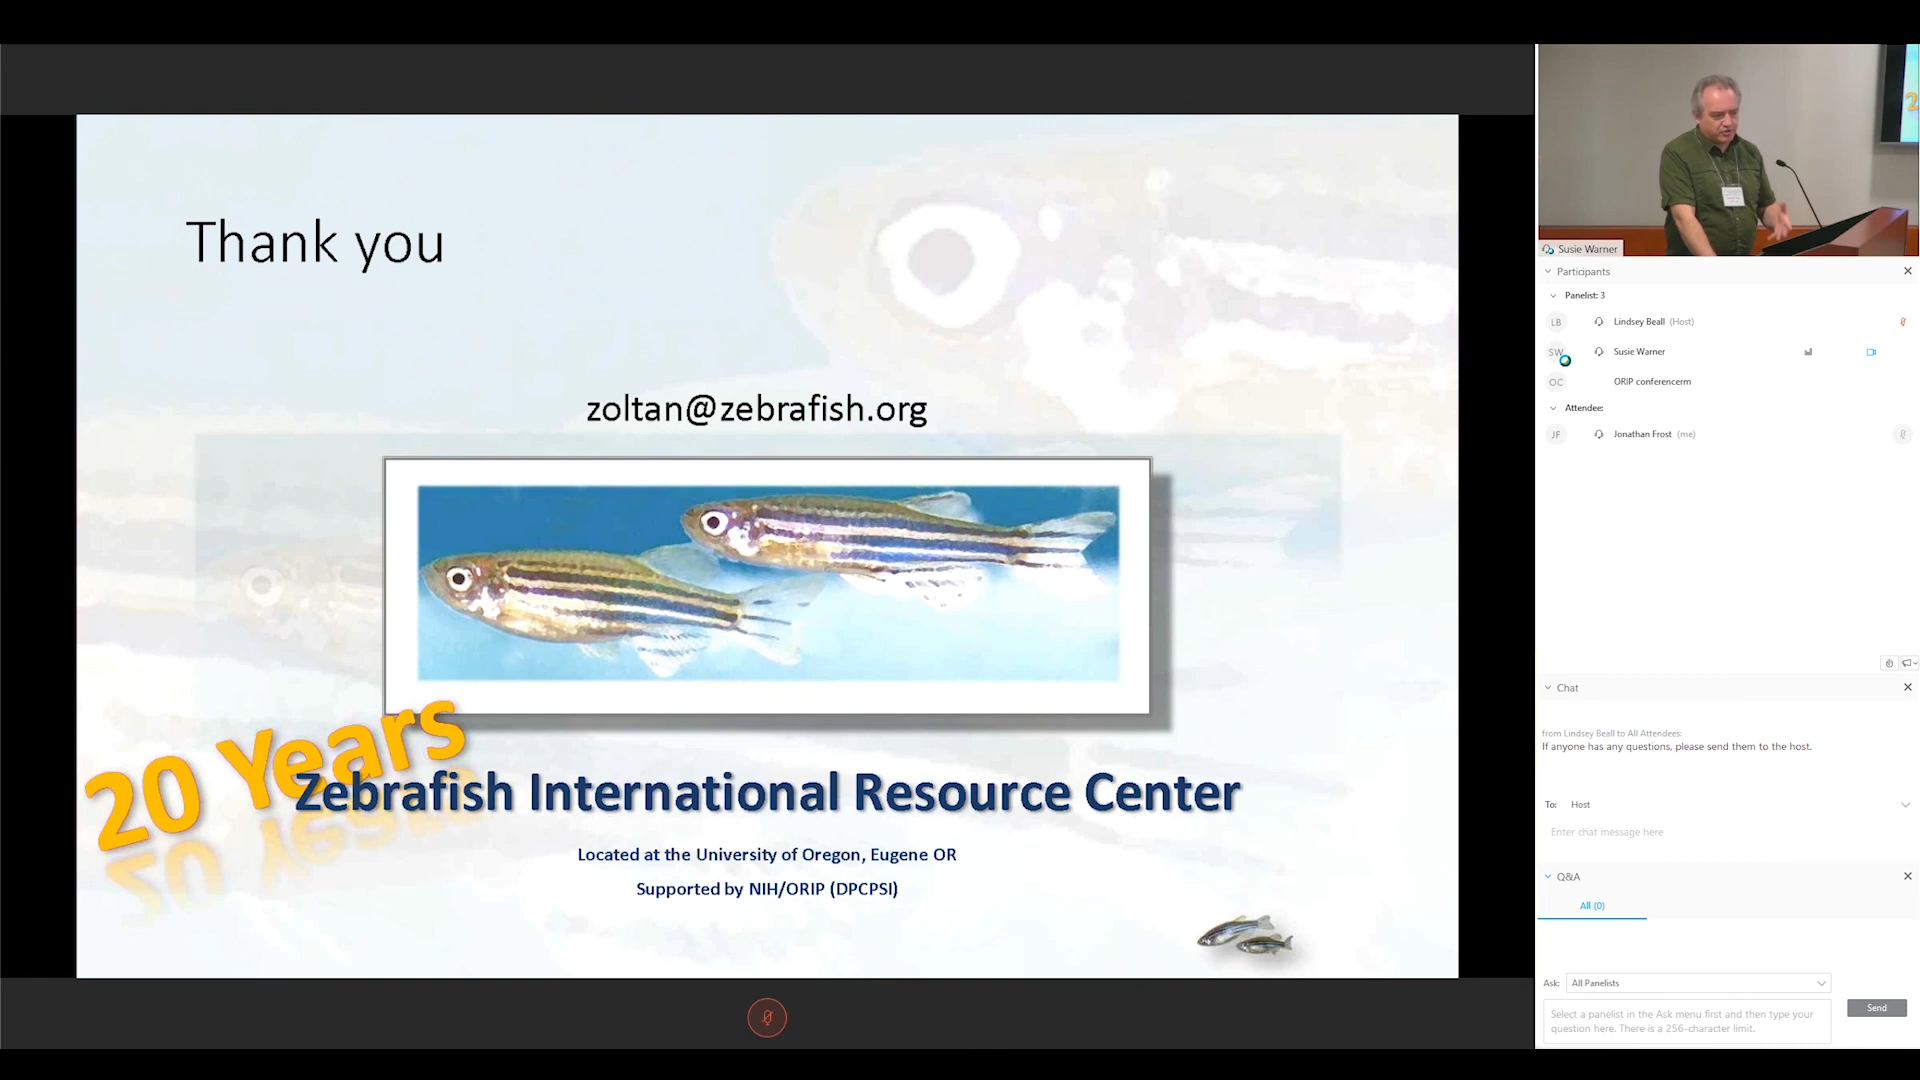 Thank you
zoltan@zebrafish.org
20 Years
Zebrafish International Resource Center
Located at the University of Oregon, Eugene OR
Supported by NIH/ORIP (DPCPSI)
2
Susie Warner
Participants
Panelist: 3
LB Lindsey Beall (Host)
SW Susie Warner
OC ORIP conferencerm
Attendee:
JF Jonathan Frost (me)
Chat
from Lindsey Beall to All Attendees:
If anyone has any questions, please send them to the host.
To: Host
Enter chat message here
Q&A
All (0)
Ask: All Panelists
Select a panelist in the Ask menu first and then type your
question here. There is a 256-character limit.
Send